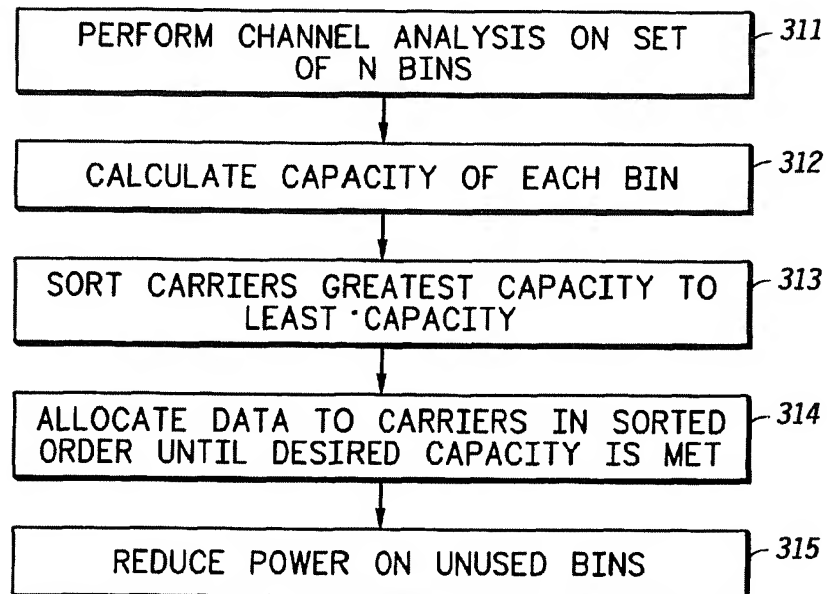 PERFORM CHANNEL ANALYSIS ON SET
OF N BINS
311
CALCULATE CAPACITY OF EACH BIN
312
SORT CARRIERS GREATEST CAPACITY TO
LEAST CAPACITY
313
ALLOCATE DATA TO CARRIERS IN SORTED
ORDER UNTIL DESIRED CAPACITY IS MET
314
REDUCE POWER ON UNUSED BINS
315